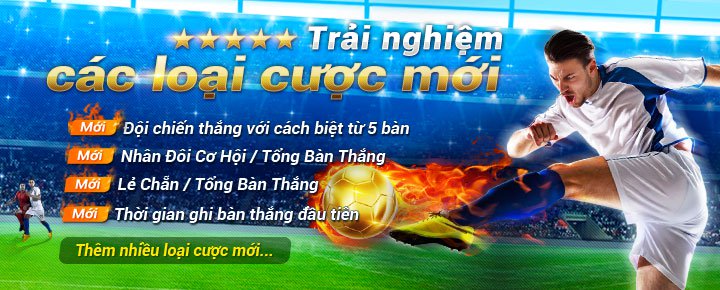 Trải nghiệm
các loại cược mới
Mới Đội chiến thắng với cách biệt từ 5 bàn
Mới Nhân Đôi Cơ Hội / Tổng Bàn Thắng
Mới Lẻ Chẵn / Tổng Bàn Thắng
Mới Thời gian ghi bàn thắng đầu tiên
Thêm nhiều loại cược mới...